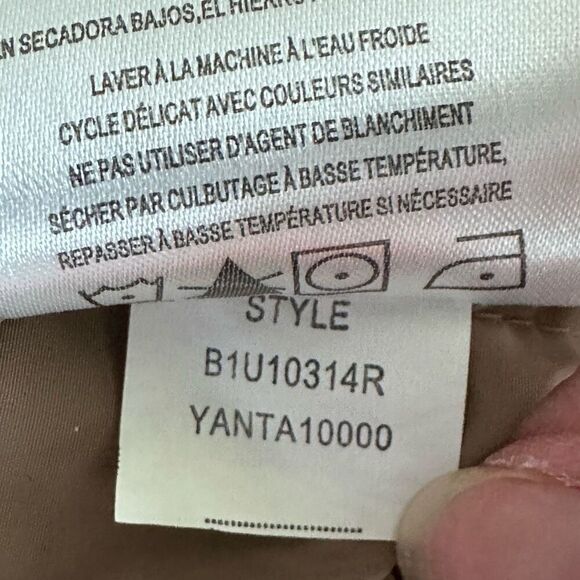 SECADORA BAJOS, EL
LAVER À LA MACHINE À L'EAU FROIDE
CYCLE DÉLICAT AVEC COULEURS SIMILAIRES
NE PAS UTILISER D'AGENT DE BLANCHIMENT
SÉCHER PAR CULBUTAGE À BASSE TEMPÉRATURE,
REPASSER À BASSE TEMPÉRATURE SI NÉCESSAIRE
STYLE
B1U10314R
YANTA10000